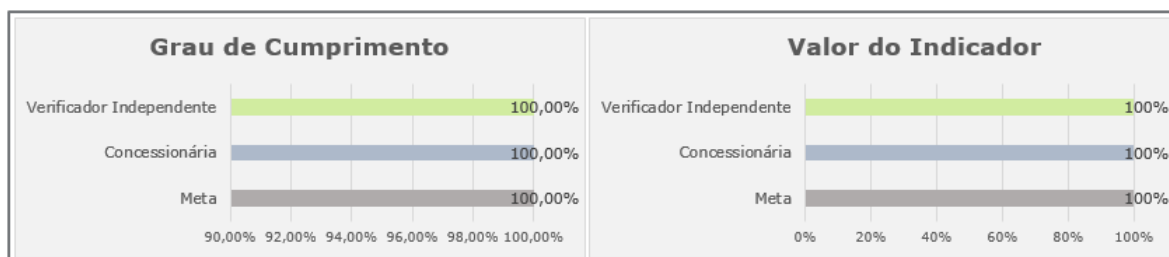 Grau de Cumprimento
Verificador Independente 100,00%
Concessionária 100,00%
Meta 100,00%
90,00% 92,00% 94,00% 96,00% 98,00% 100,00%
Valor do Indicador
Verificador Independente 100%
Concessionária 100%
Meta 100%
0% 20% 40% 60% 80% 100%